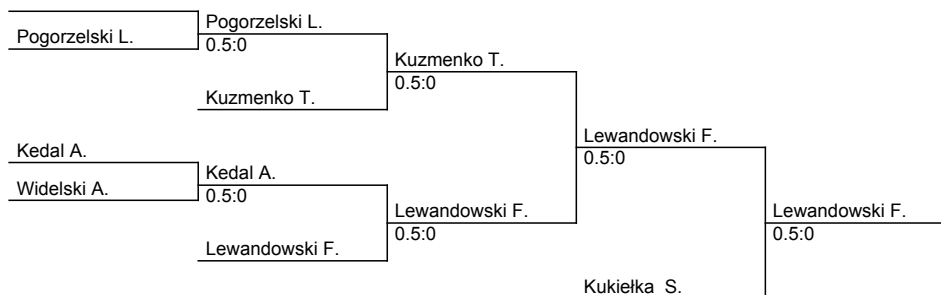 Pogorzelski L.
Pogorzelski L.
0.5:0
Kuzmenko T.
Kuzmenko T.
0.5:0
Kedal A.
Widelski A.
Kedal A.
0.5:0
Lewandowski F.
Lewandowski F.
0.5:0
Lewandowski F.
0.5:0
Kukiełka S.
Lewandowski F.
0.5:0